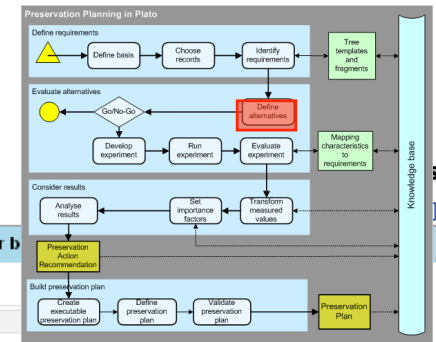 Preservation Planning in Plato
Define requirements
Define basis
Choose
records
Identify
requirements
Tree
templates
and
fragments
Evaluate alternatives
Go/No-Go
Define
alternatives
Develop
experiment
Run
experiment
Evaluate
experiment
Mapping
characteristics
to
requirements
Knowledge base
Consider results
Analyse
results
Set
importance
factors
Transform
measured
values
r b
Preservation
Action
Recommendation
Build preservation plan
Create
executable
preservation plan
Define
preservation
plan
Validate
preservation
plan
Preservation
Plan